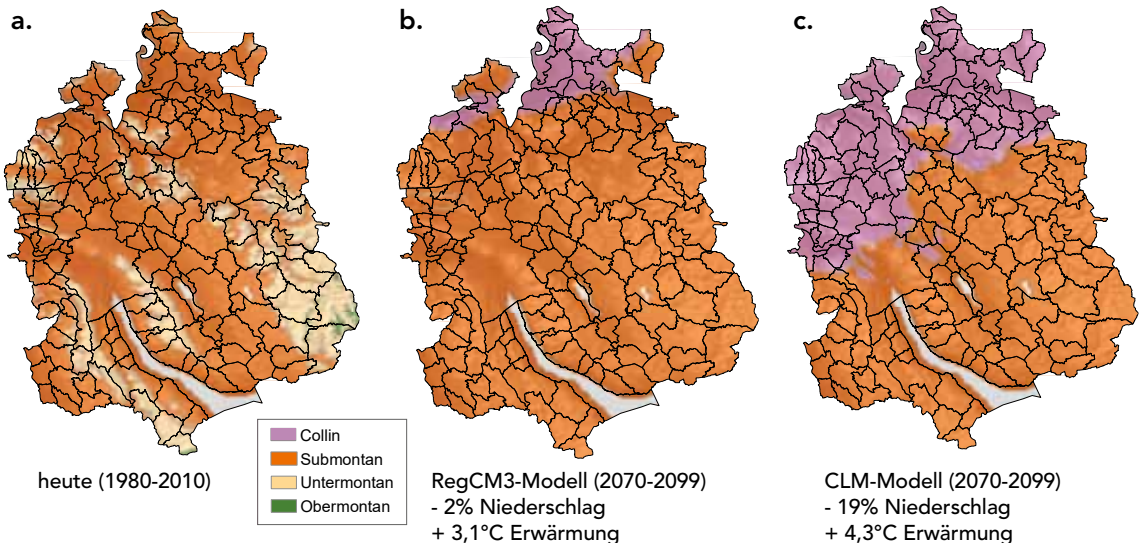 a.
b.
c.
Collin
Submontan
Untermontan
Obermontan
heute (1980-2010)
RegCM3-Modell (2070-2099)
- 2% Niederschlag
+ 3,1°C Erwärmung
CLM-Modell (2070-2099)
- 19% Niederschlag
+ 4,3°C Erwärmung